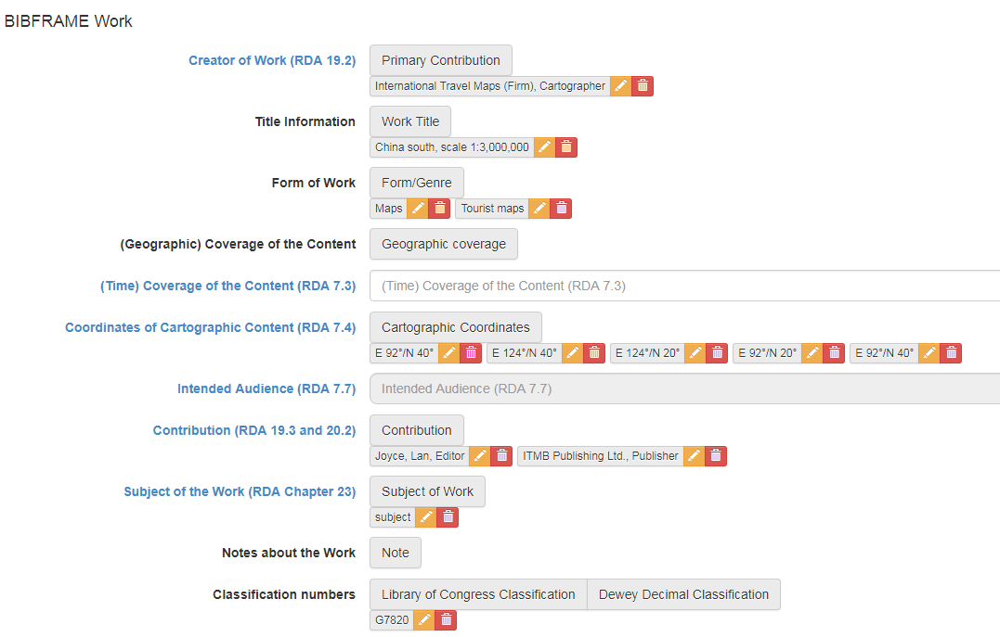 BIBFRAME Work
Creator of Work (RDA 19.2) Primary Contribution
International Travel Maps (Firm), Cartographer
Title Information Work Title
China south, scale 1:3,000,000
Form of Work Form/Genre
Maps Tourist maps
(Geographic) Coverage of the Content Geographic coverage
(Time) Coverage of the Content (RDA 7.3) (Time) Coverage of the Content (RDA 7.3)
Coordinates of Cartographic Content (RDA 7.4) Cartographic Coordinates
E 92°/N 40° E 124°/N 40° E 124°/N 20° E 92°/N 20° E 92°/N 40°
Intended Audience (RDA 7.7) Intended Audience (RDA 7.7)
Contribution (RDA 19.3 and 20.2) Contribution
Joyce, Lan, Editor ITMB Publishing Ltd., Publisher
Subject of the Work (RDA Chapter 23) Subject of Work
subject
Notes about the Work Note
Classification numbers Library of Congress Classification Dewey Decimal Classification
G7820